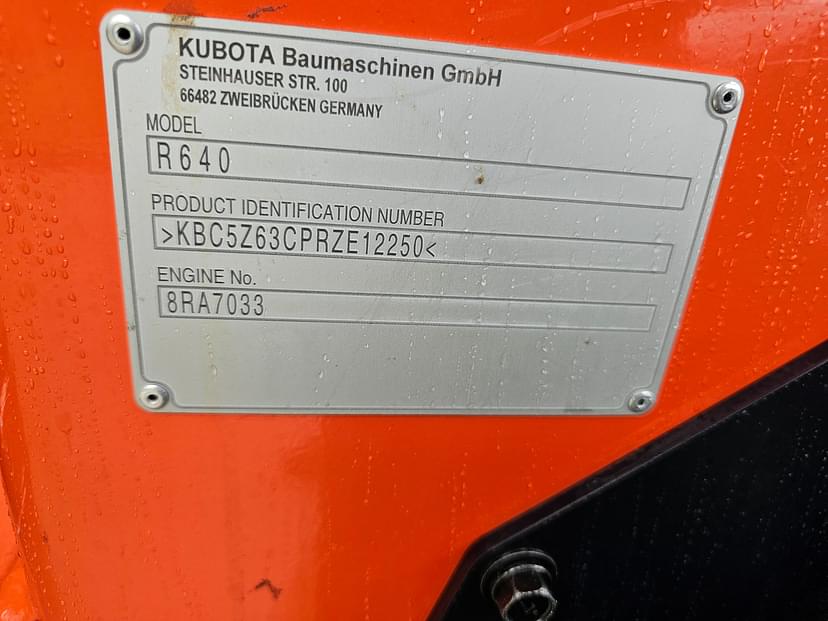 KUBOTA Baumaschinen GmbH
STEINHAUSER STR. 100
66482 ZWEIBRÜCKEN GERMANY
MODEL
R640
PRODUCT IDENTIFICATION NUMBER
>KBC5Z63CPRZE12250<
ENGINE No.
8RA7033